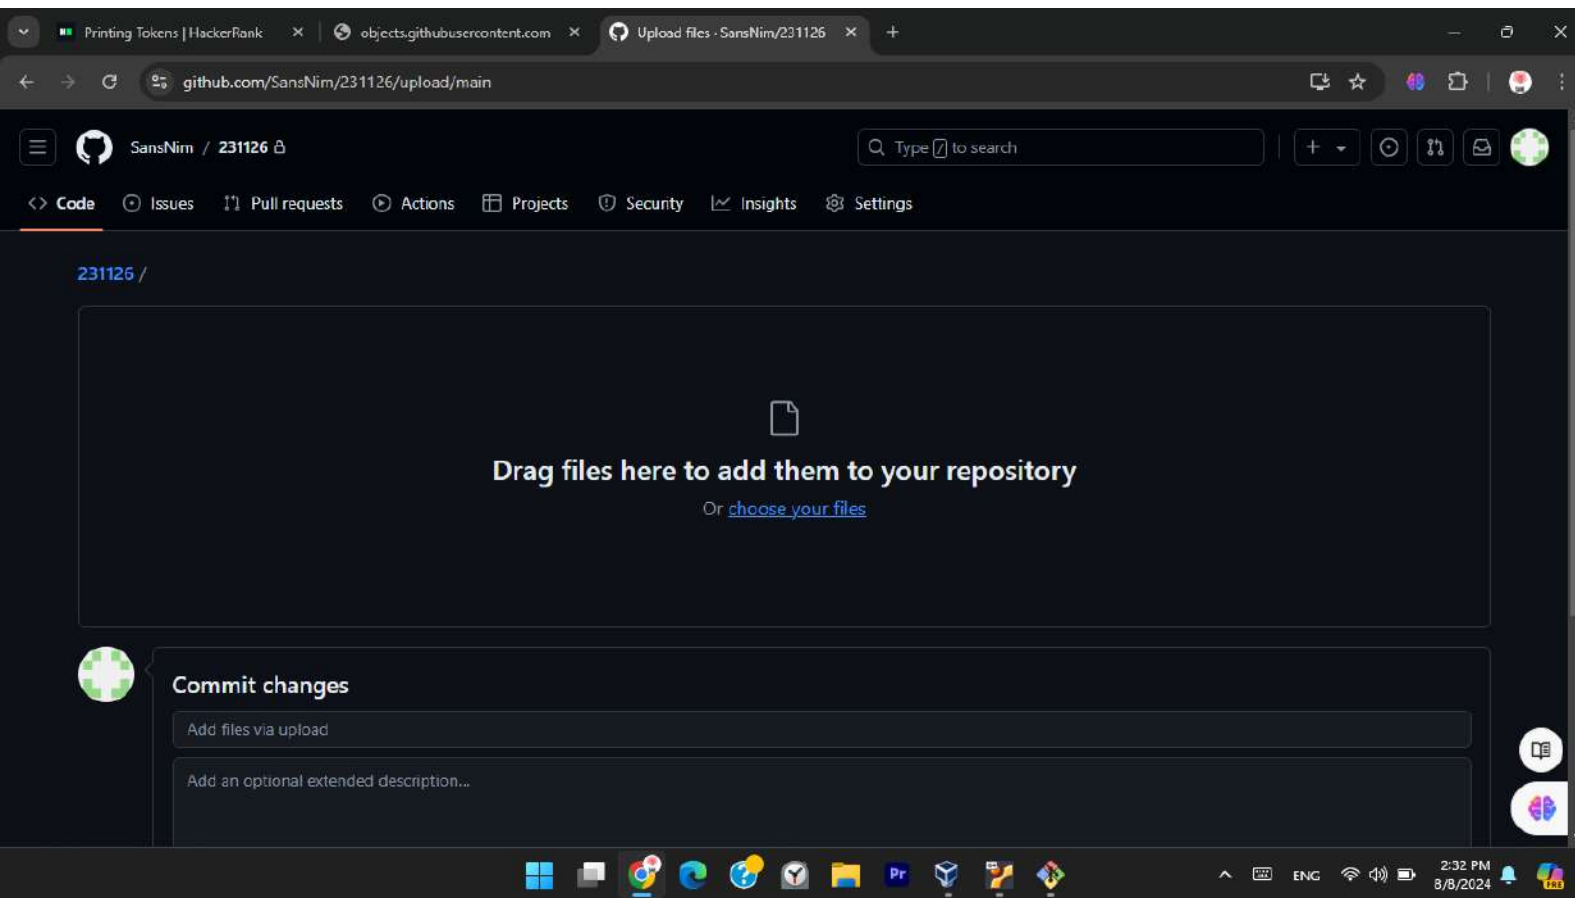 Printing Tokens | HackerRank
objects.githubusercontent.com
Upload files · SansNim/231126
github.com/SansNim/231126/upload/main
SansNim / 231126
Type / to search
<> Code
Issues
Pull requests
Actions
Projects
Security
Insights
Settings
231126 /
Drag files here to add them to your repository
Or choose your files
Commit changes
Add files via upload
Add an optional extended description...
Pr
ENG
2:32 PM
8/8/2024